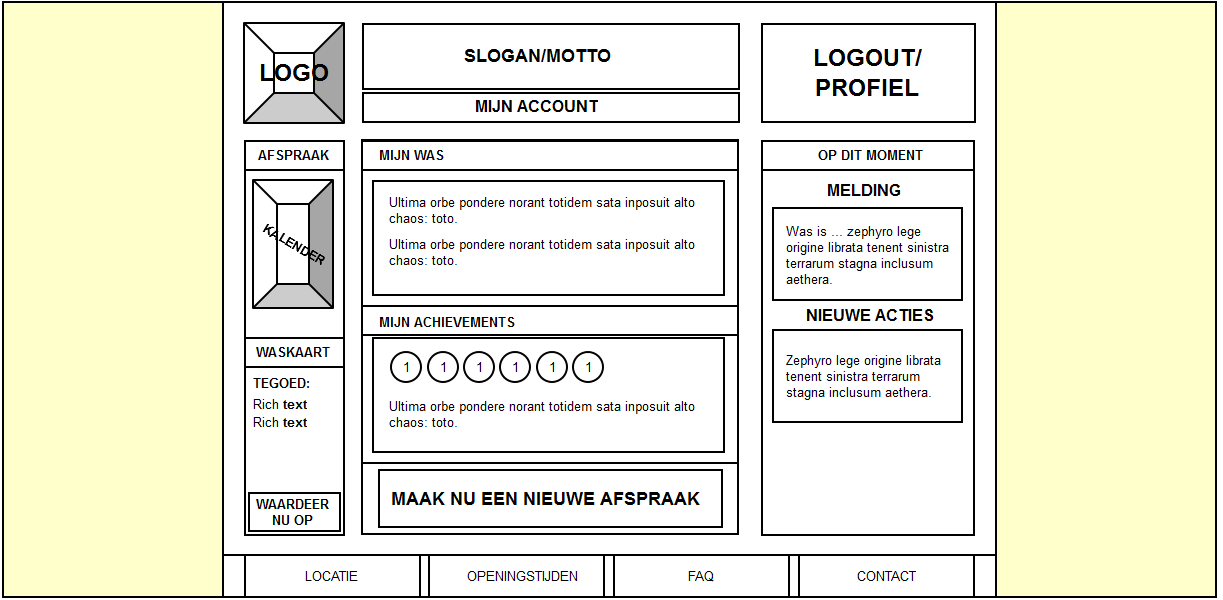 LOGO
SLOGAN/MOTTO
MIJN ACCOUNT
LOGOUT/
PROFIEL
AFSPRAAK
KALENDER
WASKAART
TEGOED:
Rich text
Rich text
WAARDEER
NU OP
MIJN WAS
Ultima orbe pondere norant totidem sata inposuit alto
chaos: toto.
Ultima orbe pondere norant totidem sata inposuit alto
chaos: toto.
MIJN ACHIEVEMENTS
1 1 1 1 1 1
Ultima orbe pondere norant totidem sata inposuit alto
chaos: toto.
MAAK NU EEN NIEUWE AFSPRAAK
OP DIT MOMENT
MELDING
Was is ... zephyro lege
origine librata tenent sinistra
terrarum stagna inclusum
aethera.
NIEUWE ACTIES
Zephyro lege origine librata
tenent sinistra terrarum
stagna inclusum aethera.
LOCATIE
OPENINGSTIJDEN
FAQ
CONTACT